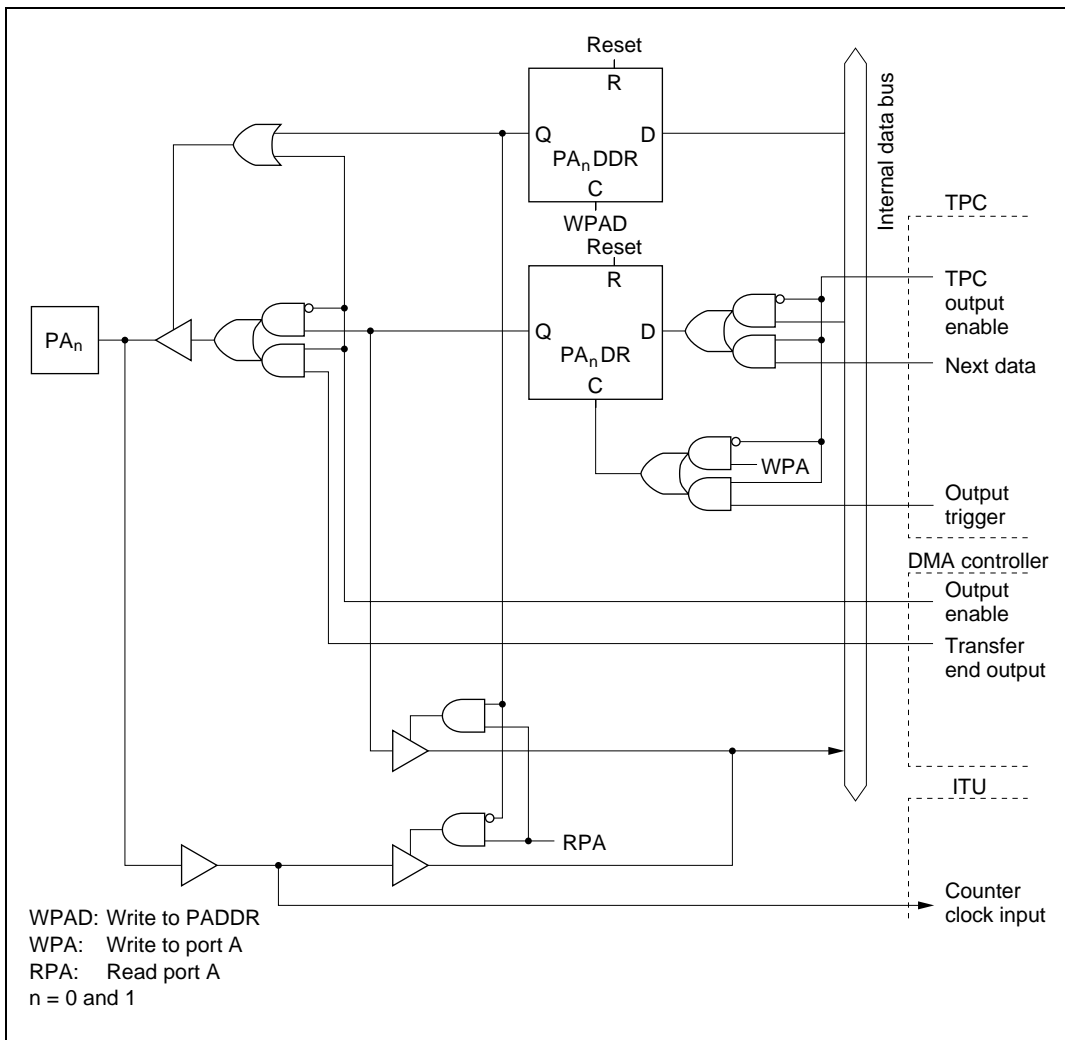 Reset
R
Q D
PAnDDR
C
WPAD
Internal data bus
TPC
Reset
R
TPC
output
enable
PAn
Q D
PAnDR
C
Next data
WPA
Output
trigger
DMA controller
Output
enable
Transfer
end output
ITU
RPA
Counter
clock input
WPAD: Write to PADDR
WPA: Write to port A
RPA: Read port A
n = 0 and 1